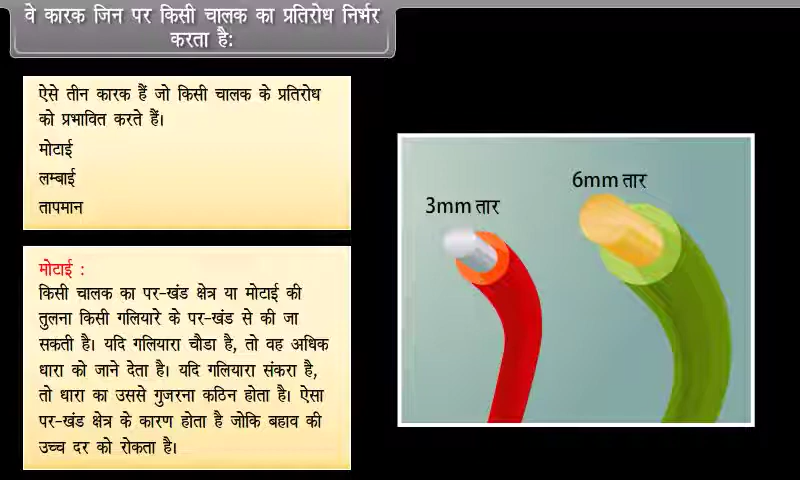 वे कारक जिन पर किसी चालक का प्रतिरोध निर्भर
करता है:
ऐसे तीन कारक हैं जो किसी चालक के प्रतिरोध
को प्रभावित करते हैं।
मोटाई
लम्बाई
तापमान
मोटाई :
किसी चालक का पर-खंड क्षेत्र या मोटाई की
तुलना किसी गलियारे के पर-खंड से की जा
सकती है। यदि गलियारा चौडा है, तो वह अधिक
धारा को जाने देता है। यदि गलियारा संकरा है,
तो धारा का उससे गुजरना कठिन होता है। ऐसा
पर-खंड क्षेत्र के कारण होता है जोकि बहाव की
उच्च दर को रोकता है।
3mm तार
6mm तार